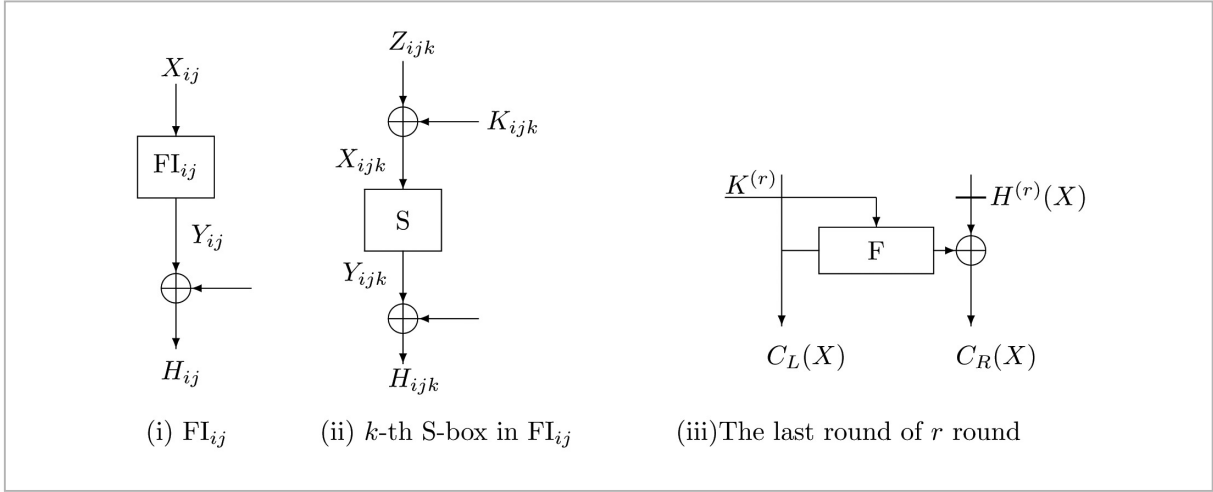 X_{ij}
FI_{ij}
Y_{ij}
H_{ij}
(i) FI_{ij}
Z_{ijk}
K_{ijk}
X_{ijk}
S
Y_{ijk}
H_{ijk}
(ii) k-th S-box in FI_{ij}
K^{(r)}
H^{(r)}(X)
F
C_L(X)
C_R(X)
(iii)The last round of r round